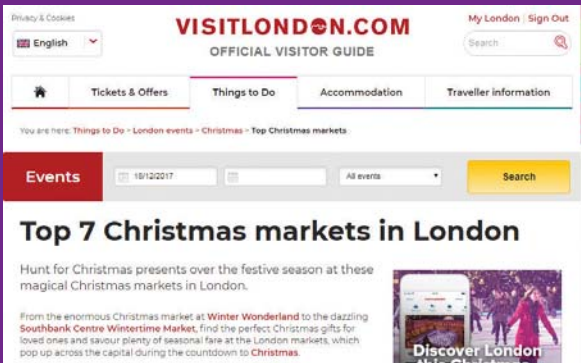 Privacy & Cookies
My London | Sign Out
VISITLONDON.COM
English
OFFICIAL VISITOR GUIDE
Search
Tickets & Offers
Things to Do
Accommodation
Traveller information
You are here: Things to Do > London events > Christmas > Top Christmas markets
Events
18/12/2017
All events
Search
Top 7 Christmas markets in London
Hunt for Christmas presents over the festive season at these
magical Christmas markets in London.
From the enormous Christmas market at Winter Wonderland to the dazzling
Southbank Centre Wintertime Market, find the perfect Christmas gifts for
loved ones and savour plenty of seasonal fare at the London markets, which
pop up across the capital during the countdown to Christmas.
Discover London
this Christ